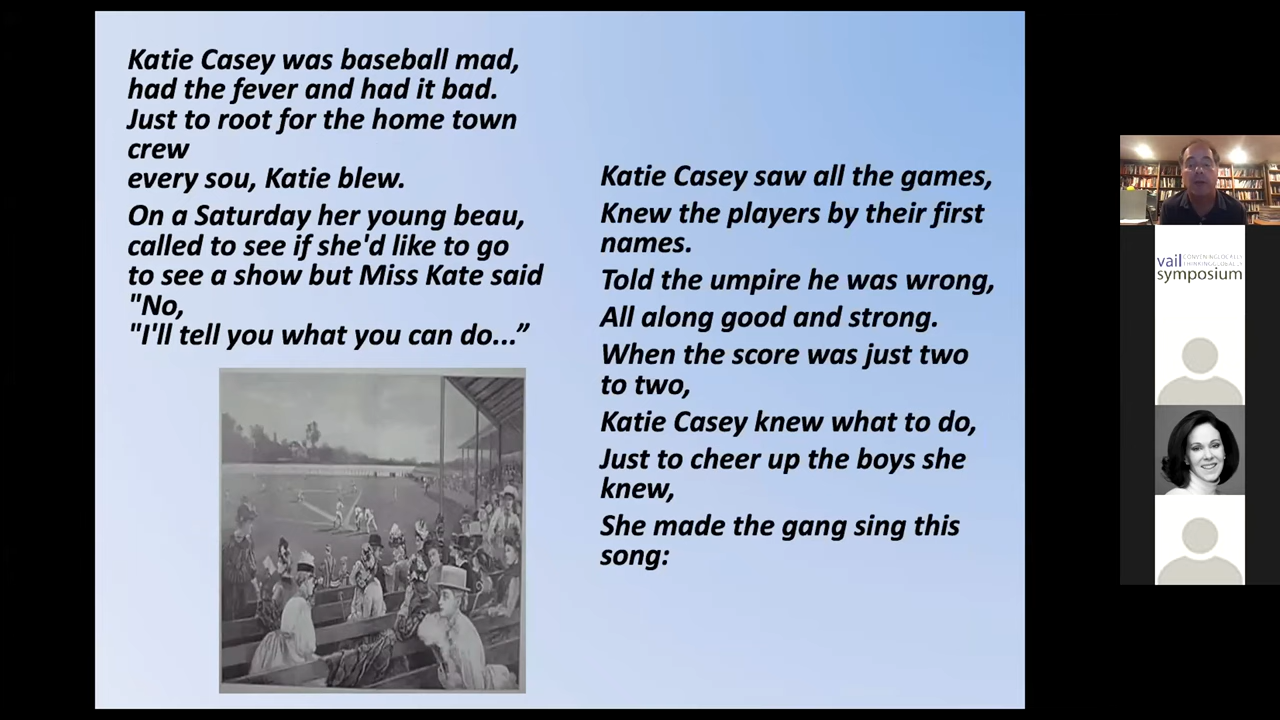 Katie Casey was baseball mad,
had the fever and had it bad.
Just to root for the home town
crew
every sou, Katie blew.
On a Saturday her young beau,
called to see if she'd like to go
to see a show but Miss Kate said
"No,
"I'll tell you what you can do...”
Katie Casey saw all the games,
Knew the players by their first
names.
Told the umpire he was wrong,
All along good and strong.
When the score was just two
to two,
Katie Casey knew what to do,
Just to cheer up the boys she
knew,
She made the gang sing this
song:
vail CONVENING LOCALLY
THINKING GLOBALLY
symposium